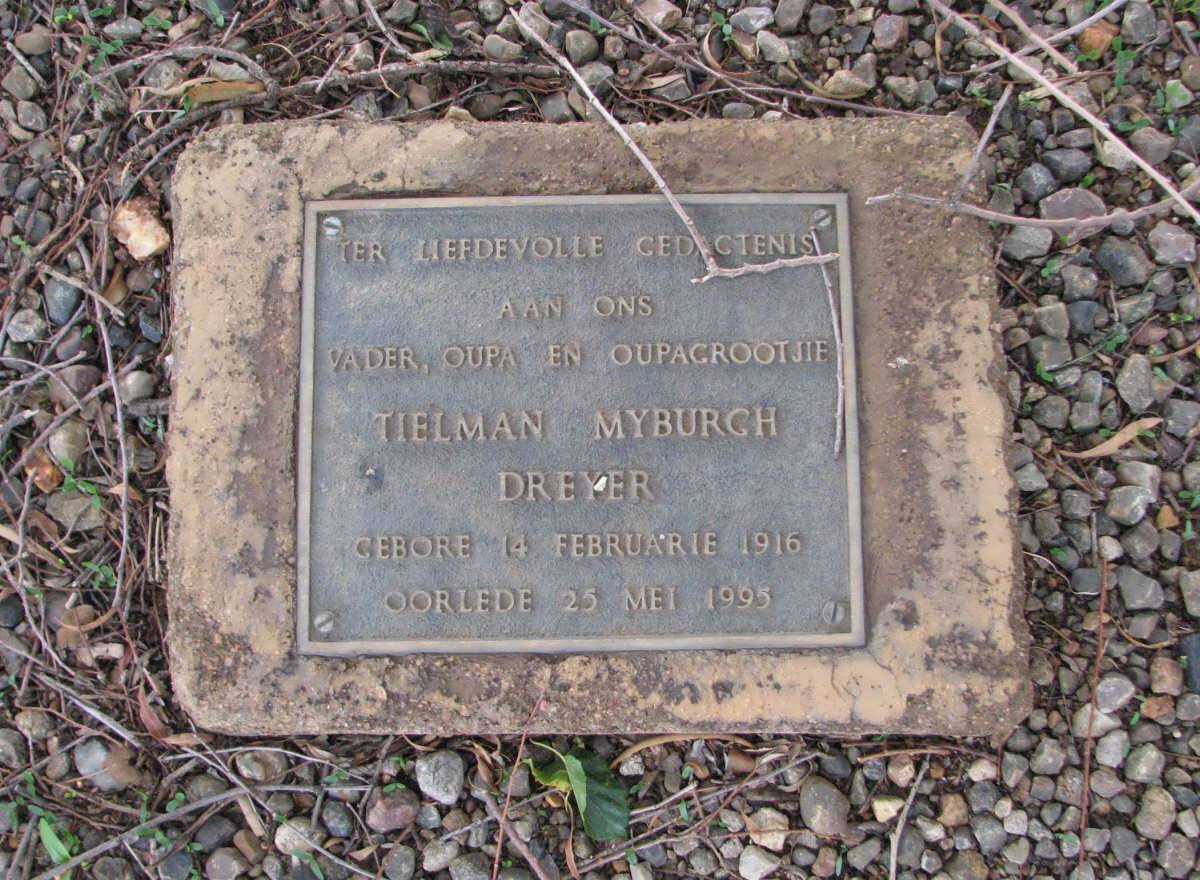 TER LIEFDEVOLLE GEDAGTENIS
AAN ONS
VADER, OUPA EN OUPAGROOTJIE
TIELMAN MYBURGH
DREYER
GEBORE 14 FEBRUARIE 1916
OORLEDE 25 MEI 1995